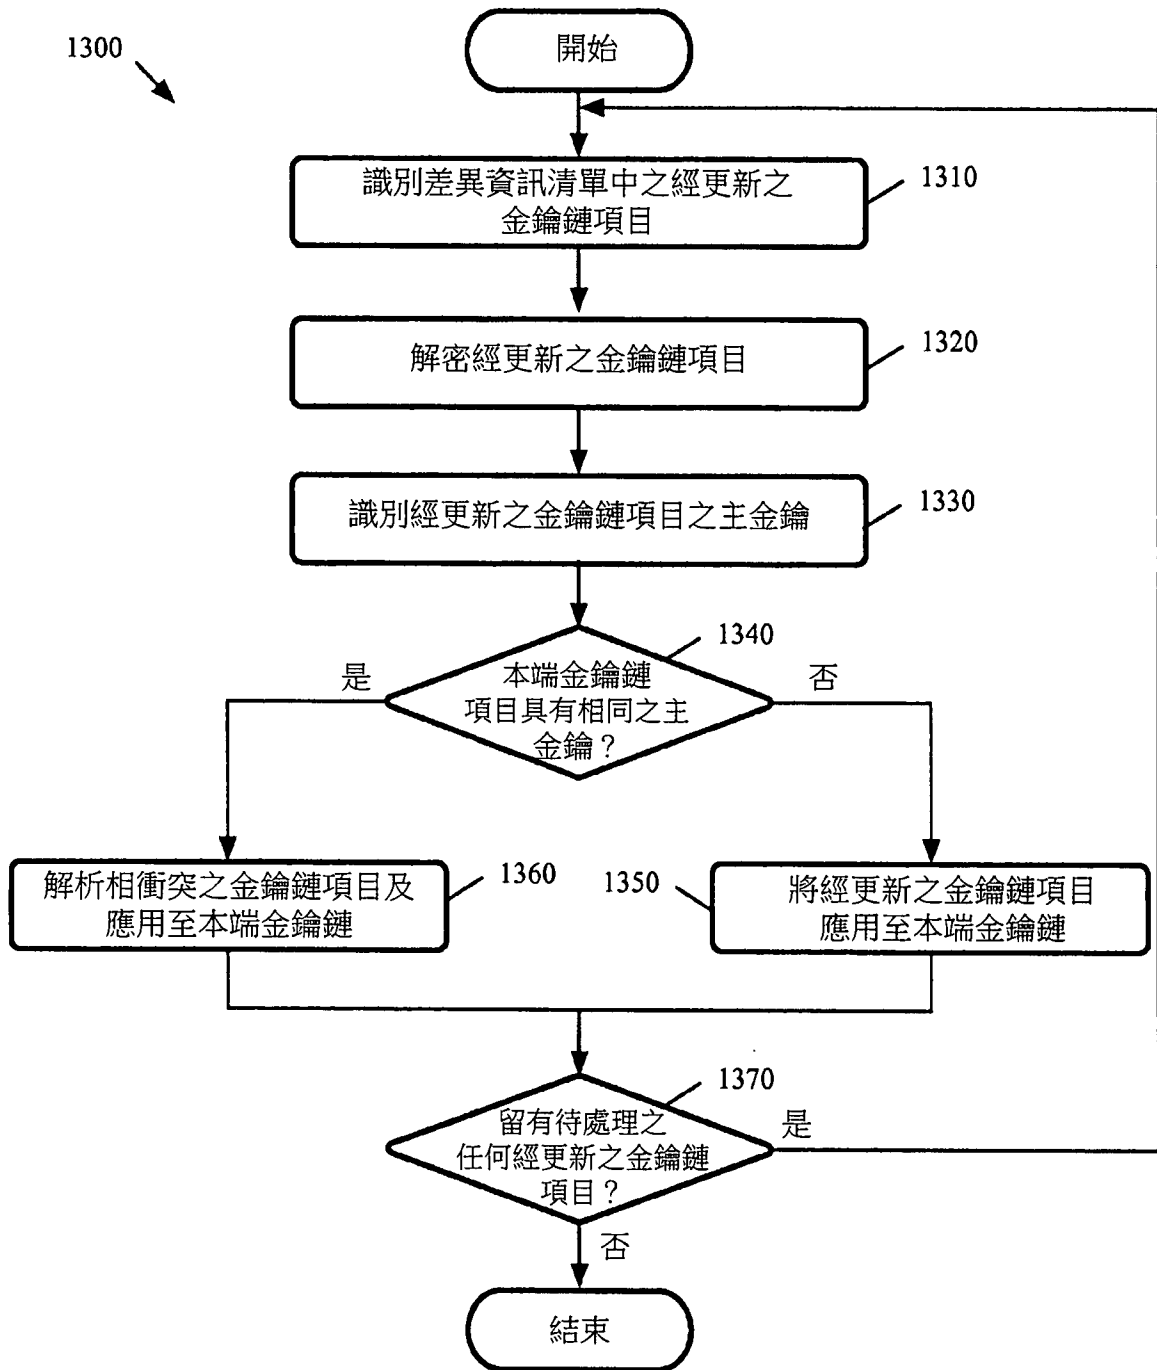 1300
開始
識別差異資訊清單中之經更新之
金鑰鏈項目
1310
解密經更新之金鑰鏈項目
1320
識別經更新之金鑰鏈項目之主金鑰
1330
1340
是
本端金鑰鏈
項目具有相同之主
金鑰？
否
解析相衝突之金鑰鏈項目及
應用至本端金鑰鏈
1360
1350
將經更新之金鑰鏈項目
應用至本端金鑰鏈
1370
留有待處理之
任何經更新之金鑰鏈
項目？
是
否
結束